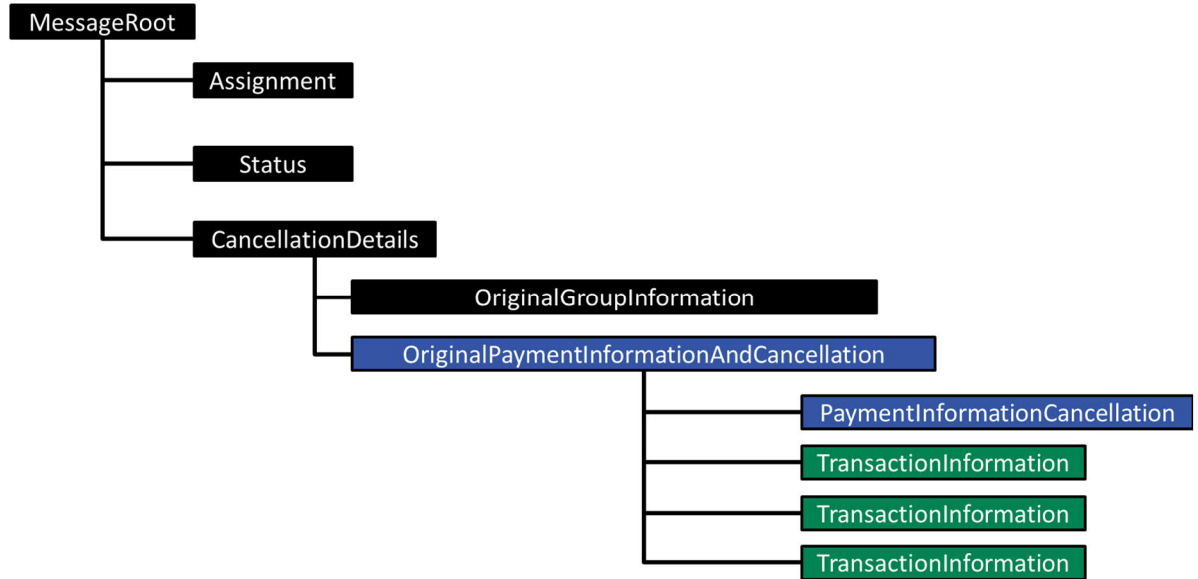 MessageRoot
Assignment
Status
CancellationDetails
OriginalGroupInformation
OriginalPaymentInformationAndCancellation
PaymentInformationCancellation
TransactionInformation
TransactionInformation
TransactionInformation